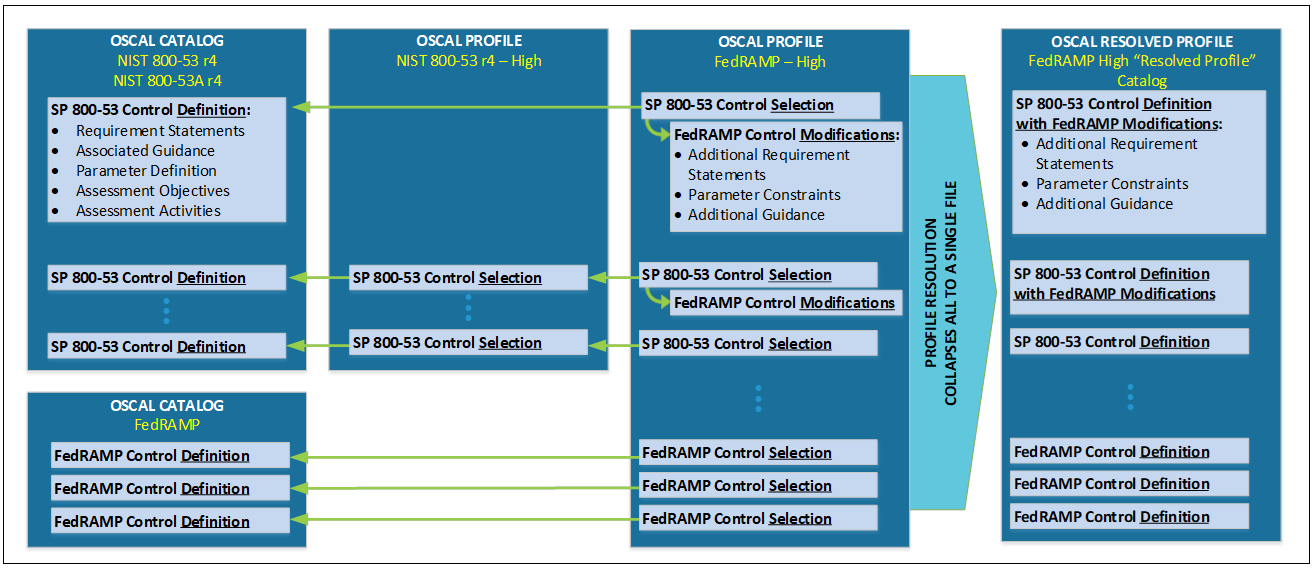 OSCAL CATALOG
NIST 800-53 r4
NIST 800-53A r4
SP 800-53 Control Definition:
● Requirement Statements
● Associated Guidance
● Parameter Definition
● Assessment Objectives
● Assessment Activities
SP 800-53 Control Definition
SP 800-53 Control Definition
OSCAL CATALOG
FedRAMP
FedRAMP Control Definition
FedRAMP Control Definition
FedRAMP Control Definition
OSCAL PROFILE
NIST 800-53 r4 – High
SP 800-53 Control Selection
SP 800-53 Control Selection
OSCAL PROFILE
FedRAMP – High
SP 800-53 Control Selection
FedRAMP Control Modifications:
● Additional Requirement
Statements
● Parameter Constraints
● Additional Guidance
SP 800-53 Control Selection
FedRAMP Control Modifications
SP 800-53 Control Selection
FedRAMP Control Selection
FedRAMP Control Selection
FedRAMP Control Selection
PROFILE RESOLUTION
COLLAPSES ALL TO A SINGLE FILE
OSCAL RESOLVED PROFILE
FedRAMP High “Resolved Profile”
Catalog
SP 800-53 Control Definition
with FedRAMP Modifications:
● Additional Requirement
Statements
● Parameter Constraints
● Additional Guidance
SP 800-53 Control Definition
with FedRAMP Modifications
SP 800-53 Control Definition
FedRAMP Control Definition
FedRAMP Control Definition
FedRAMP Control Definition